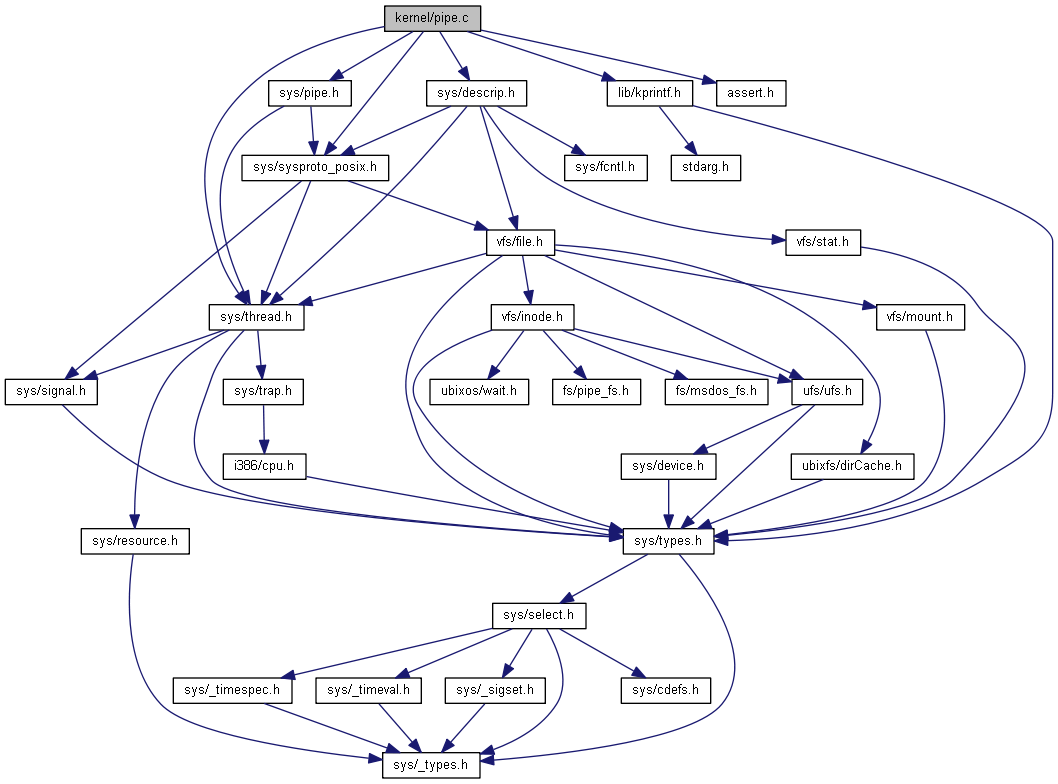 kernel/pipe.c
sys/pipe.h
sys/descrip.h
lib/kprintf.h
assert.h
sys/sysproto_posix.h
sys/fcntl.h
stdarg.h
vfs/file.h
vfs/stat.h
sys/thread.h
vfs/inode.h
vfs/mount.h
sys/signal.h
sys/trap.h
ubixos/wait.h
fs/pipe_fs.h
fs/msdos_fs.h
ufs/ufs.h
i386/cpu.h
sys/device.h
ubixfs/dirCache.h
sys/resource.h
sys/types.h
sys/select.h
sys/_timespec.h
sys/_timeval.h
sys/_sigset.h
sys/cdefs.h
sys/_types.h